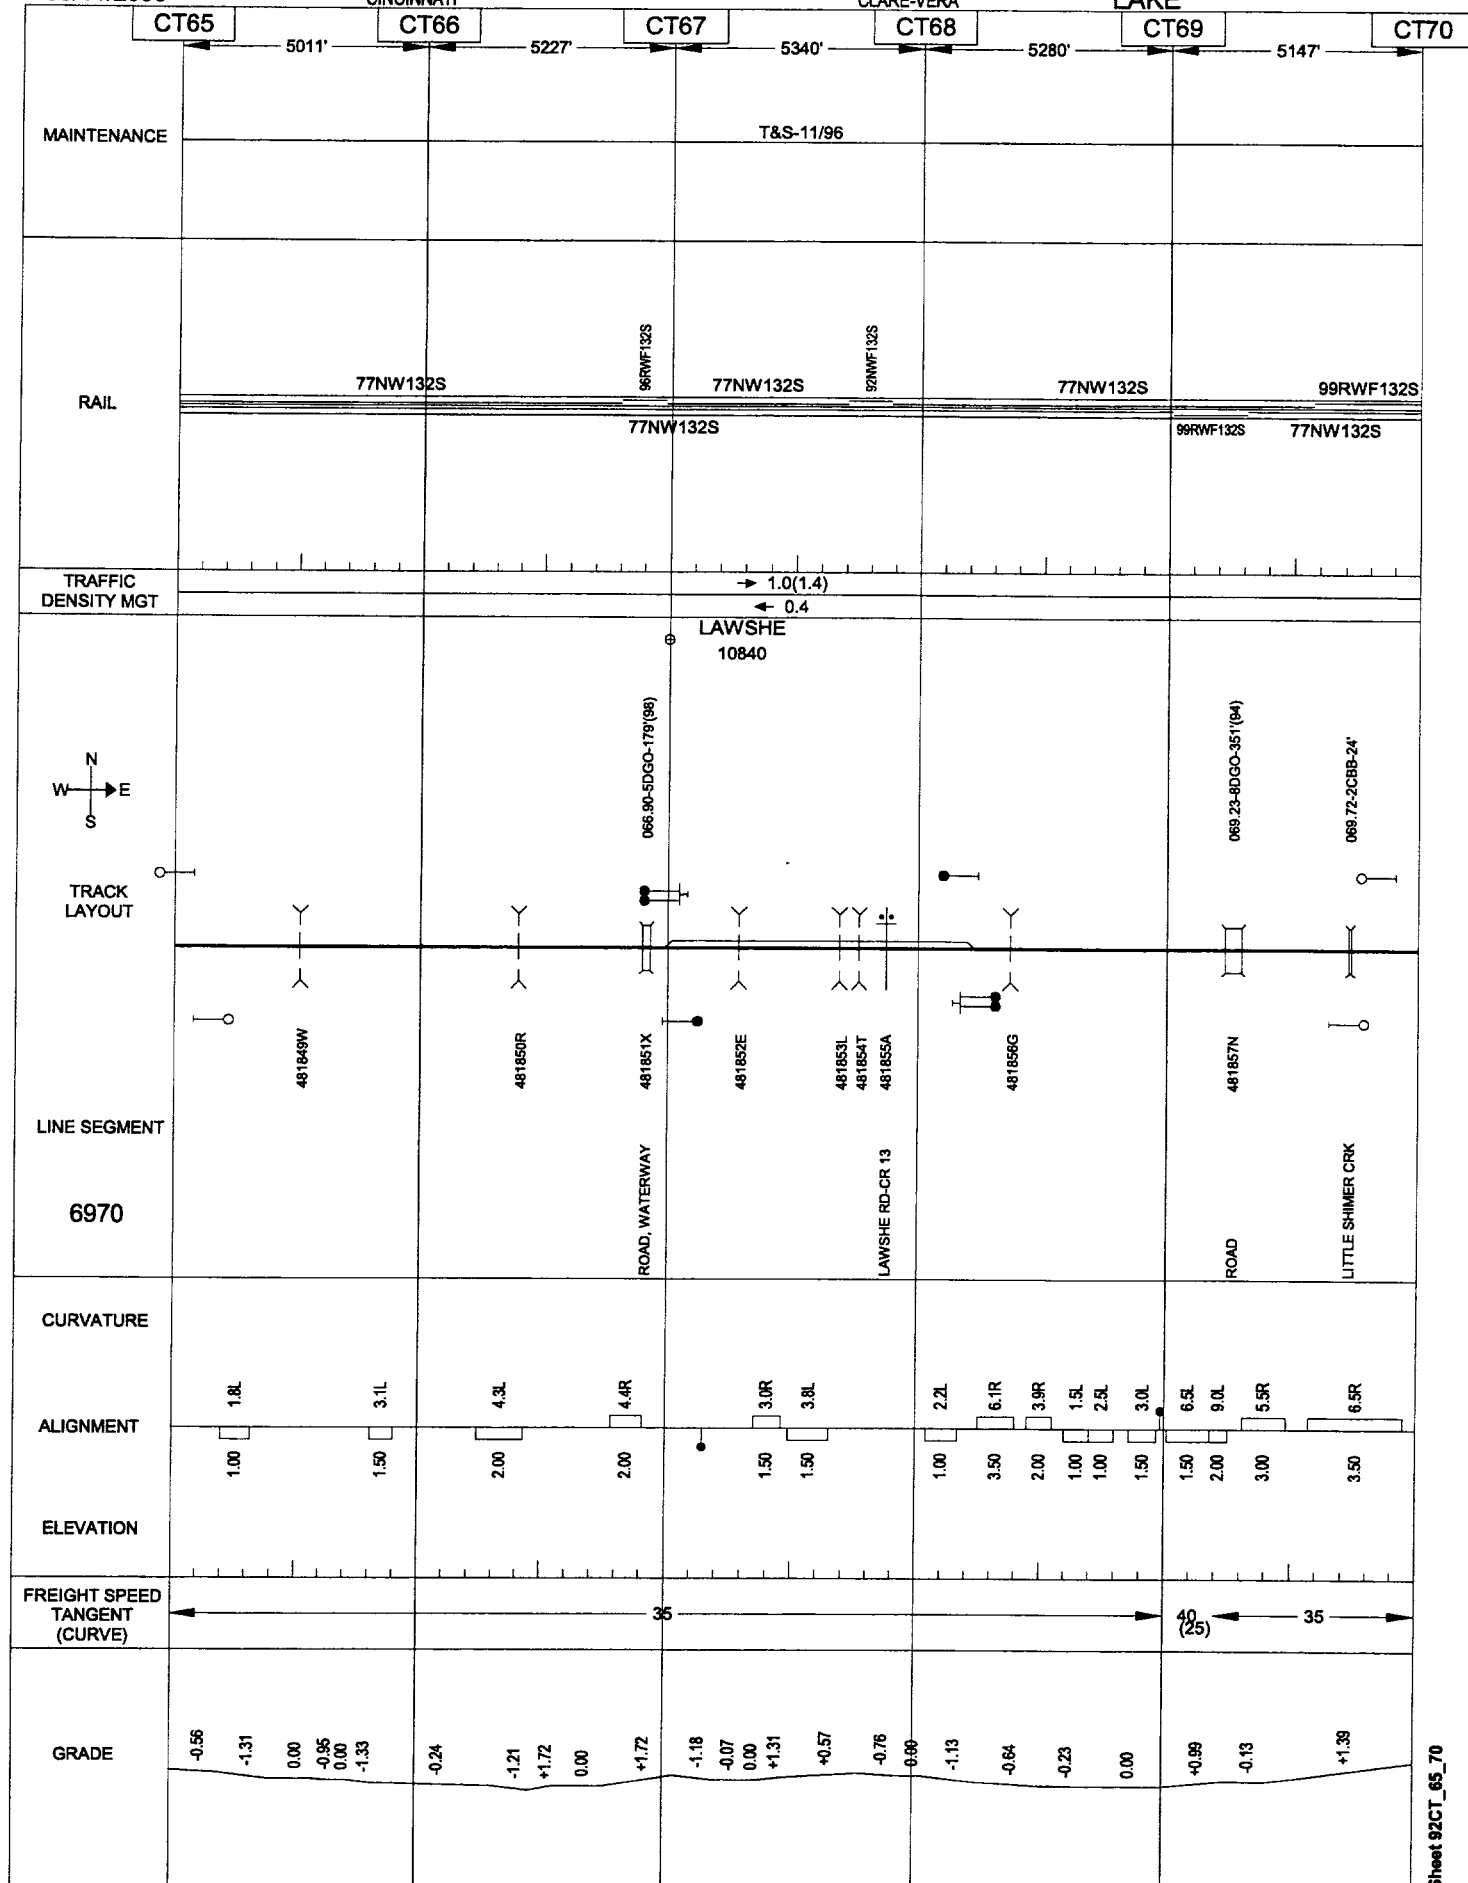 CINCINNATI CLARE-VERA LAKE
CT65 CT66 CT67 CT68 CT69 CT70
5011' 5227' 5340' 5280' 5147'
MAINTENANCE T&S-11/96
96RWF132S 92NWF132S
77NW132S 77NW132S 77NW132S 99RWF132S
RAIL
77NW132S 99RWF132S 77NW132S
TRAFFIC
DENSITY MGT
1.0(1.4)
0.4
LAWSHE
10840
066.90-5DGO-179'(98) 069.23-8DGO-351'(94) 069.72-2CBB-24'
N
W E
S
TRACK
LAYOUT
481849W 481850R 481851X 481852E 481853L 481854T 481855A 481856G 481857N
LINE SEGMENT
6970
ROAD, WATERWAY LAWSHE RD-CR 13 ROAD LITTLE SHIMER CRK
CURVATURE
1.8L 3.1L 4.3L 4.4R 3.0R 3.8L 2.2L 6.1R 3.9R 1.5L 2.5L 3.0L 6.5L 9.0L 5.5R 6.5R
ALIGNMENT
1.00 1.50 2.00 2.00 1.50 1.50 1.00 3.50 2.00 1.00 1.00 1.50 1.50 2.00 3.00 3.50
ELEVATION
FREIGHT SPEED
TANGENT
(CURVE)
35 40 35
(25)
GRADE
-0.56 -1.31 0.00 -0.95 0.00 -1.33 -0.24 -1.21 +1.72 0.00 +1.72 -1.18 -0.07 0.00 +1.31 +0.57 -0.76 0.00 -1.13 -0.64 -0.23 0.00 +0.99 -0.13 +1.39
Sheet 92CT_65_70